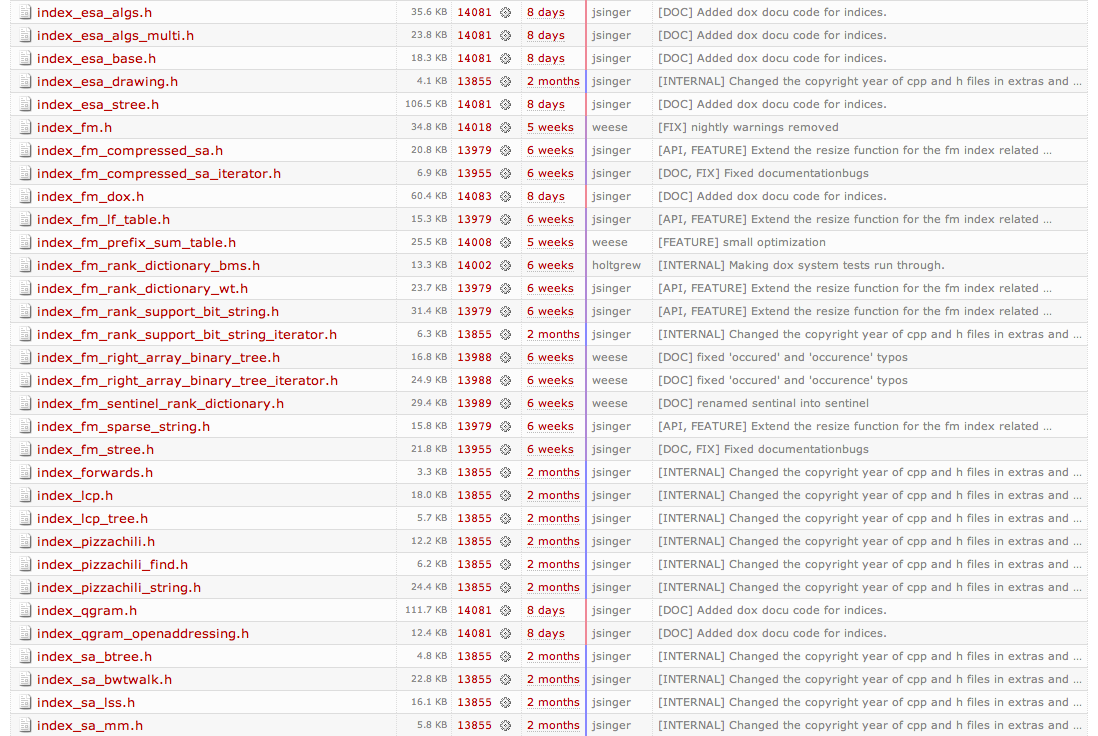 index_esa_algs.h 35.6 KB 14081 8 days jsinger [DOC] Added dox docu code for indices.
index_esa_algs_multi.h 23.8 KB 14081 8 days jsinger [DOC] Added dox docu code for indices.
index_esa_base.h 18.3 KB 14081 8 days jsinger [DOC] Added dox docu code for indices.
index_esa_drawing.h 4.1 KB 13855 2 months jsinger [INTERNAL] Changed the copyright year of cpp and h files in extras and ...
index_esa_stree.h 106.5 KB 14081 8 days jsinger [DOC] Added dox docu code for indices.
index_fm.h 34.8 KB 14018 5 weeks weese [FIX] nightly warnings removed
index_fm_compressed_sa.h 20.8 KB 13979 6 weeks jsinger [API, FEATURE] Extend the resize function for the fm index related ...
index_fm_compressed_sa_iterator.h 6.9 KB 13955 6 weeks jsinger [DOC, FIX] Fixed documentationbugs
index_fm_dox.h 60.4 KB 14083 8 days jsinger [DOC] Added dox docu code for indices.
index_fm_lf_table.h 15.3 KB 13979 6 weeks jsinger [API, FEATURE] Extend the resize function for the fm index related ...
index_fm_prefix_sum_table.h 25.5 KB 14008 5 weeks weese [FEATURE] small optimization
index_fm_rank_dictionary_bms.h 13.3 KB 14002 6 weeks holtgrew [INTERNAL] Making dox system tests run through.
index_fm_rank_dictionary_wt.h 23.7 KB 13979 6 weeks jsinger [API, FEATURE] Extend the resize function for the fm index related ...
index_fm_rank_support_bit_string.h 31.4 KB 13979 6 weeks jsinger [API, FEATURE] Extend the resize function for the fm index related ...
index_fm_rank_support_bit_string_iterator.h 6.3 KB 13855 2 months jsinger [INTERNAL] Changed the copyright year of cpp and h files in extras and ...
index_fm_right_array_binary_tree.h 16.8 KB 13988 6 weeks weese [DOC] fixed 'occured' and 'occurence' typos
index_fm_right_array_binary_tree_iterator.h 24.9 KB 13988 6 weeks weese [DOC] fixed 'occured' and 'occurence' typos
index_fm_sentinel_rank_dictionary.h 29.4 KB 13989 6 weeks weese [DOC] renamed sentinal into sentinel
index_fm_sparse_string.h 15.8 KB 13979 6 weeks jsinger [API, FEATURE] Extend the resize function for the fm index related ...
index_fm_stree.h 21.8 KB 13955 6 weeks jsinger [DOC, FIX] Fixed documentationbugs
index_forwards.h 3.3 KB 13855 2 months jsinger [INTERNAL] Changed the copyright year of cpp and h files in extras and ...
index_lcp.h 18.0 KB 13855 2 months jsinger [INTERNAL] Changed the copyright year of cpp and h files in extras and ...
index_lcp_tree.h 5.7 KB 13855 2 months jsinger [INTERNAL] Changed the copyright year of cpp and h files in extras and ...
index_pizzachili.h 12.2 KB 13855 2 months jsinger [INTERNAL] Changed the copyright year of cpp and h files in extras and ...
index_pizzachili_find.h 6.2 KB 13855 2 months jsinger [INTERNAL] Changed the copyright year of cpp and h files in extras and ...
index_pizzachili_string.h 24.4 KB 13855 2 months jsinger [INTERNAL] Changed the copyright year of cpp and h files in extras and ...
index_qgram.h 111.7 KB 14081 8 days jsinger [DOC] Added dox docu code for indices.
index_qgram_openaddressing.h 12.4 KB 14081 8 days jsinger [DOC] Added dox docu code for indices.
index_sa_btree.h 4.8 KB 13855 2 months jsinger [INTERNAL] Changed the copyright year of cpp and h files in extras and ...
index_sa_bwtwalk.h 22.8 KB 13855 2 months jsinger [INTERNAL] Changed the copyright year of cpp and h files in extras and ...
index_sa_lss.h 16.1 KB 13855 2 months jsinger [INTERNAL] Changed the copyright year of cpp and h files in extras and ...
index_sa_mm.h 5.8 KB 13855 2 months jsinger [INTERNAL] Changed the copyright year of cpp and h files in extras and ...